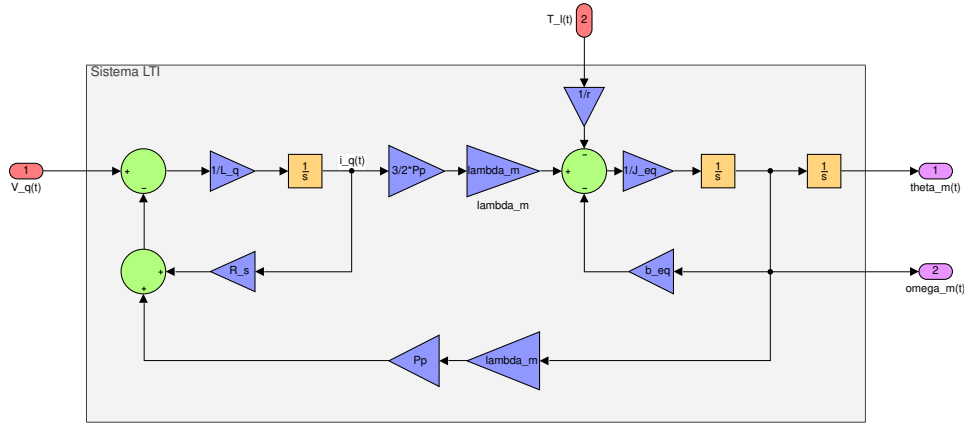 T_l(t)
2
Sistema LTI
1/r
1
V_q(t)
+
−
1/L_q
1
s
i_q(t)
3/2*Pp
lambda_m
lambda_m
−
+
−
1/J_eq
1
s
1
s
1
theta_m(t)
+
+
R_s
b_eq
2
omega_m(t)
Pp
lambda_m